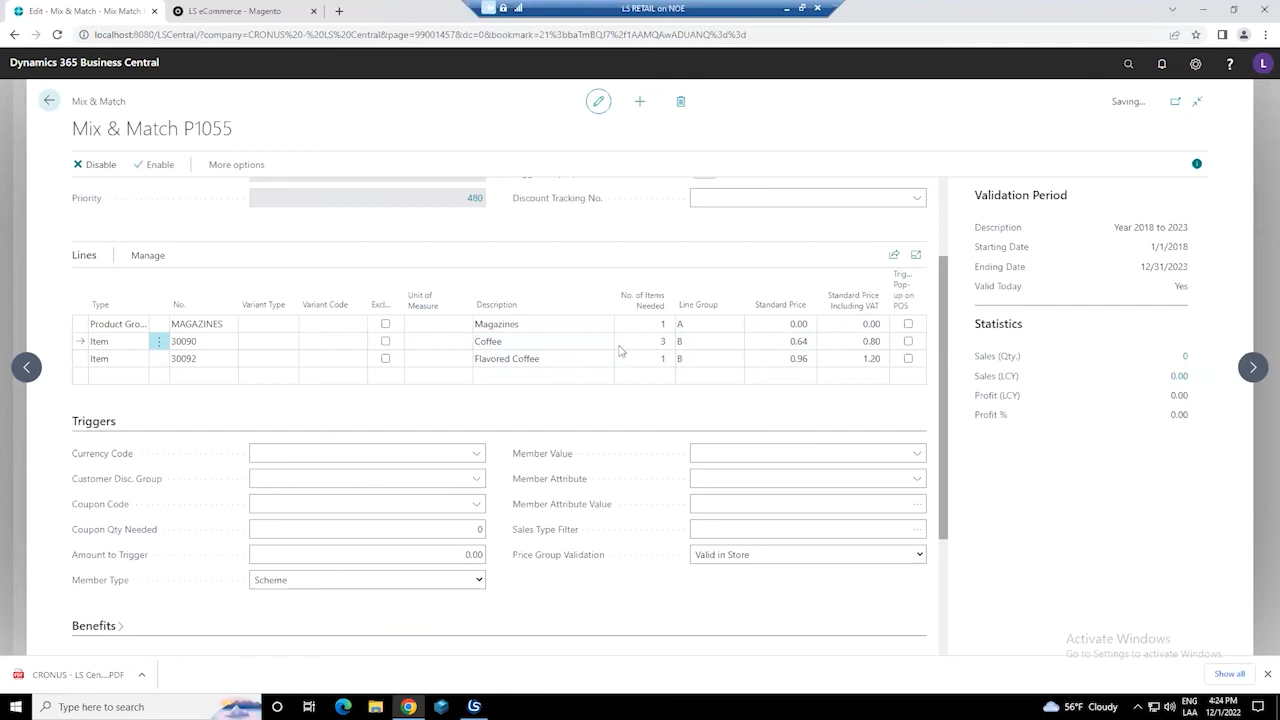 Edit - Mix & Match - Mix & Match
LS eCommerce - Magento
LS RETAIL on NOE
localhost:8080/LSCentral/?company=CRONUS - LS Central&page=99001457&dc=0&bookmark=21%3bbaTmBQJ7%2f1AAMQAwADUANQ%3d%3d
Dynamics 365 Business Central
L
Mix & Match
Saving...
Mix & Match P1055
Disable Enable More options
Priority 480 Discount Tracking No.
Lines Manage
Type No. Variant Type Variant Code Excl... Unit of Measure Description No. of Items Needed Line Group Standard Price Standard Price Including VAT Trig... Pop-up on POS
Product Gro... MAGAZINES Magazines 1 A 0.00 0.00
Item 30090 Coffee 3 B 0.64 0.80
Item 30092 Flavored Coffee 1 B 0.96 1.20
Triggers
Currency Code Member Value
Customer Disc. Group Member Attribute
Coupon Code Member Attribute Value
Coupon Qty Needed 0 Sales Type Filter
Amount to Trigger 0.00 Price Group Validation Valid in Store
Member Type Scheme
Benefits
Validation Period
Description Year 2018 to 2023
Starting Date 1/1/2018
Ending Date 12/31/2023
Valid Today Yes
Statistics
Sales (Qty.) 0
Sales (LCY) 0.00
Profit (LCY) 0.00
Profit % 0.00
Activate Windows
Go to Settings to activate Windows.
CRONUS - LS Cen....PDF
Show all
Type here to search
56°F Cloudy
ENG
LAA
4:24 PM
12/1/2022